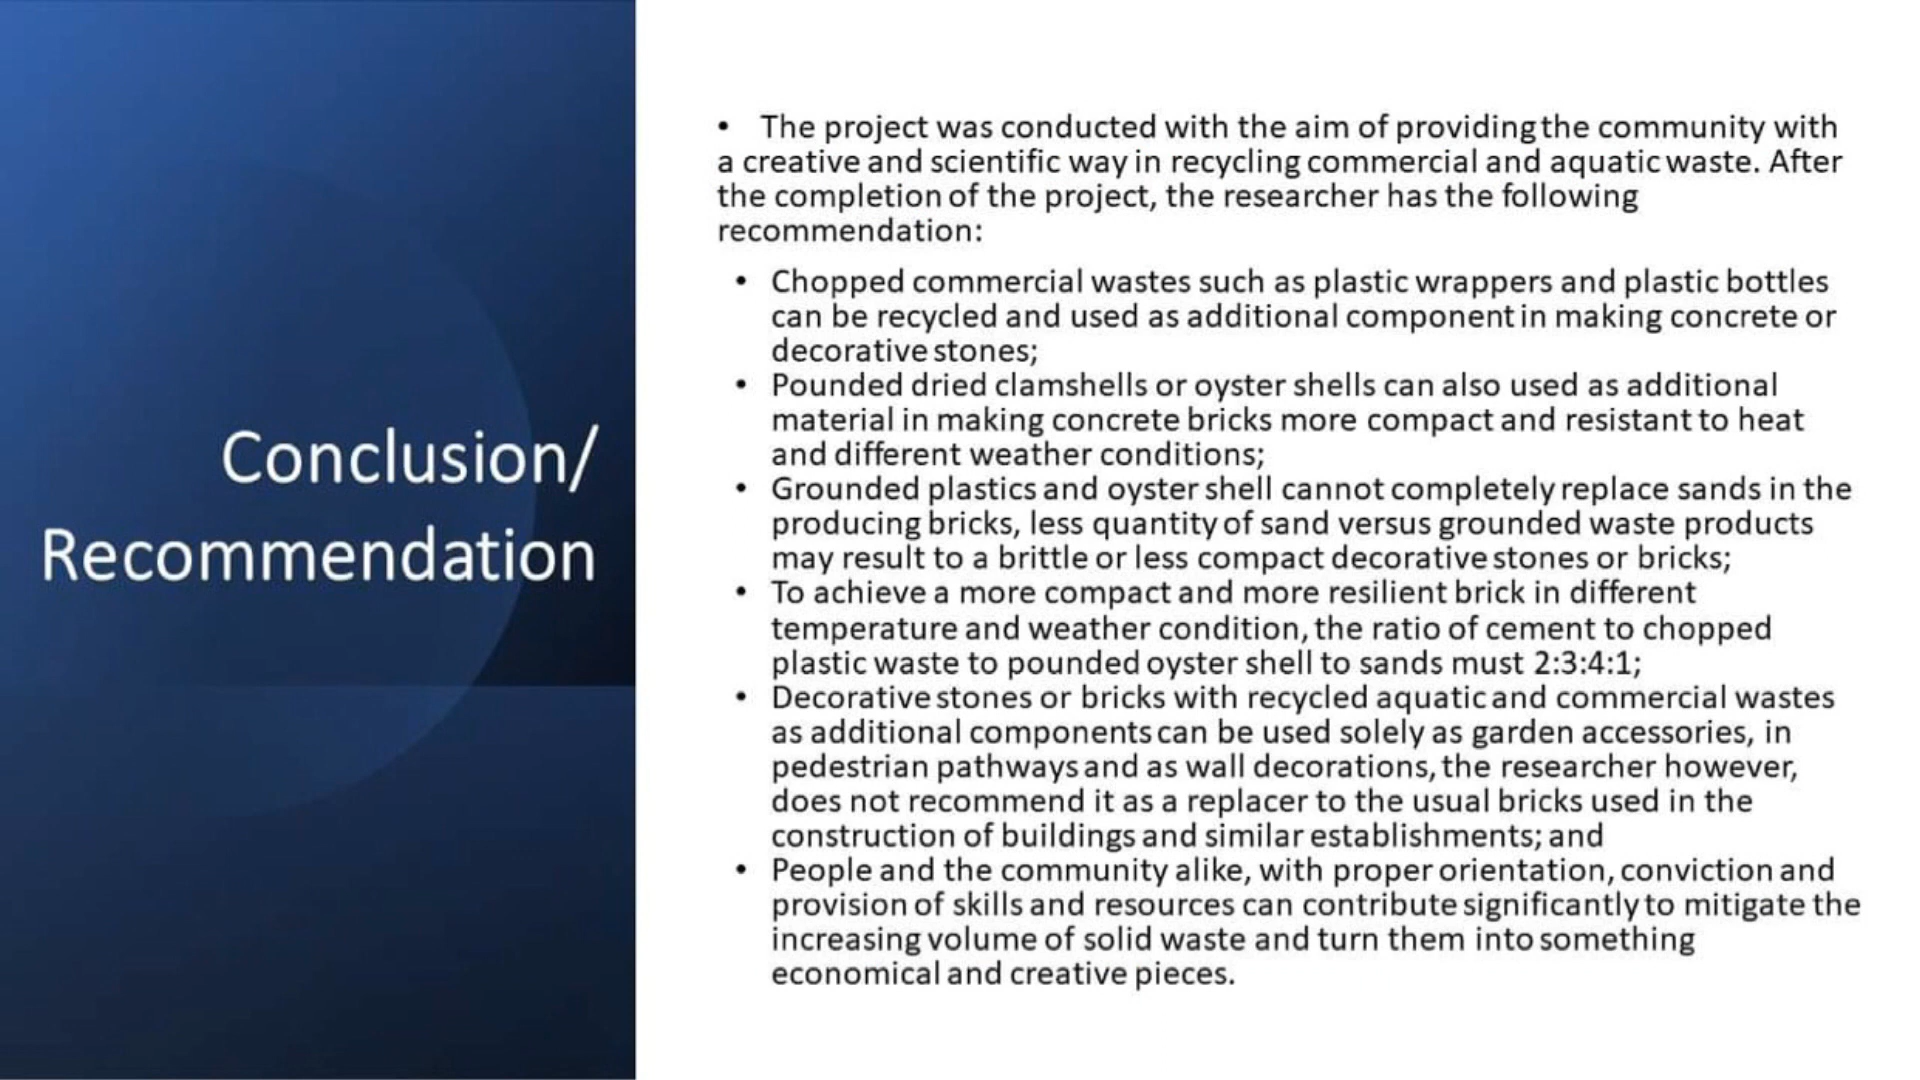 Conclusion/
Recommendation
• The project was conducted with the aim of providing the community with
a creative and scientific way in recycling commercial and aquatic waste. After
the completion of the project, the researcher has the following
recommendation:
• Chopped commercial wastes such as plastic wrappers and plastic bottles
can be recycled and used as additional component in making concrete or
decorative stones;
• Pounded dried clamshells or oyster shells can also used as additional
material in making concrete bricks more compact and resistant to heat
and different weather conditions;
• Grounded plastics and oyster shell cannot completely replace sands in the
producing bricks, less quantity of sand versus grounded waste products
may result to a brittle or less compact decorative stones or bricks;
• To achieve a more compact and more resilient brick in different
temperature and weather condition, the ratio of cement to chopped
plastic waste to pounded oyster shell to sands must 2:3:4:1;
• Decorative stones or bricks with recycled aquatic and commercial wastes
as additional components can be used solely as garden accessories, in
pedestrian pathways and as wall decorations, the researcher however,
does not recommend it as a replacer to the usual bricks used in the
construction of buildings and similar establishments; and
• People and the community alike, with proper orientation, conviction and
provision of skills and resources can contribute significantly to mitigate the
increasing volume of solid waste and turn them into something
economical and creative pieces.